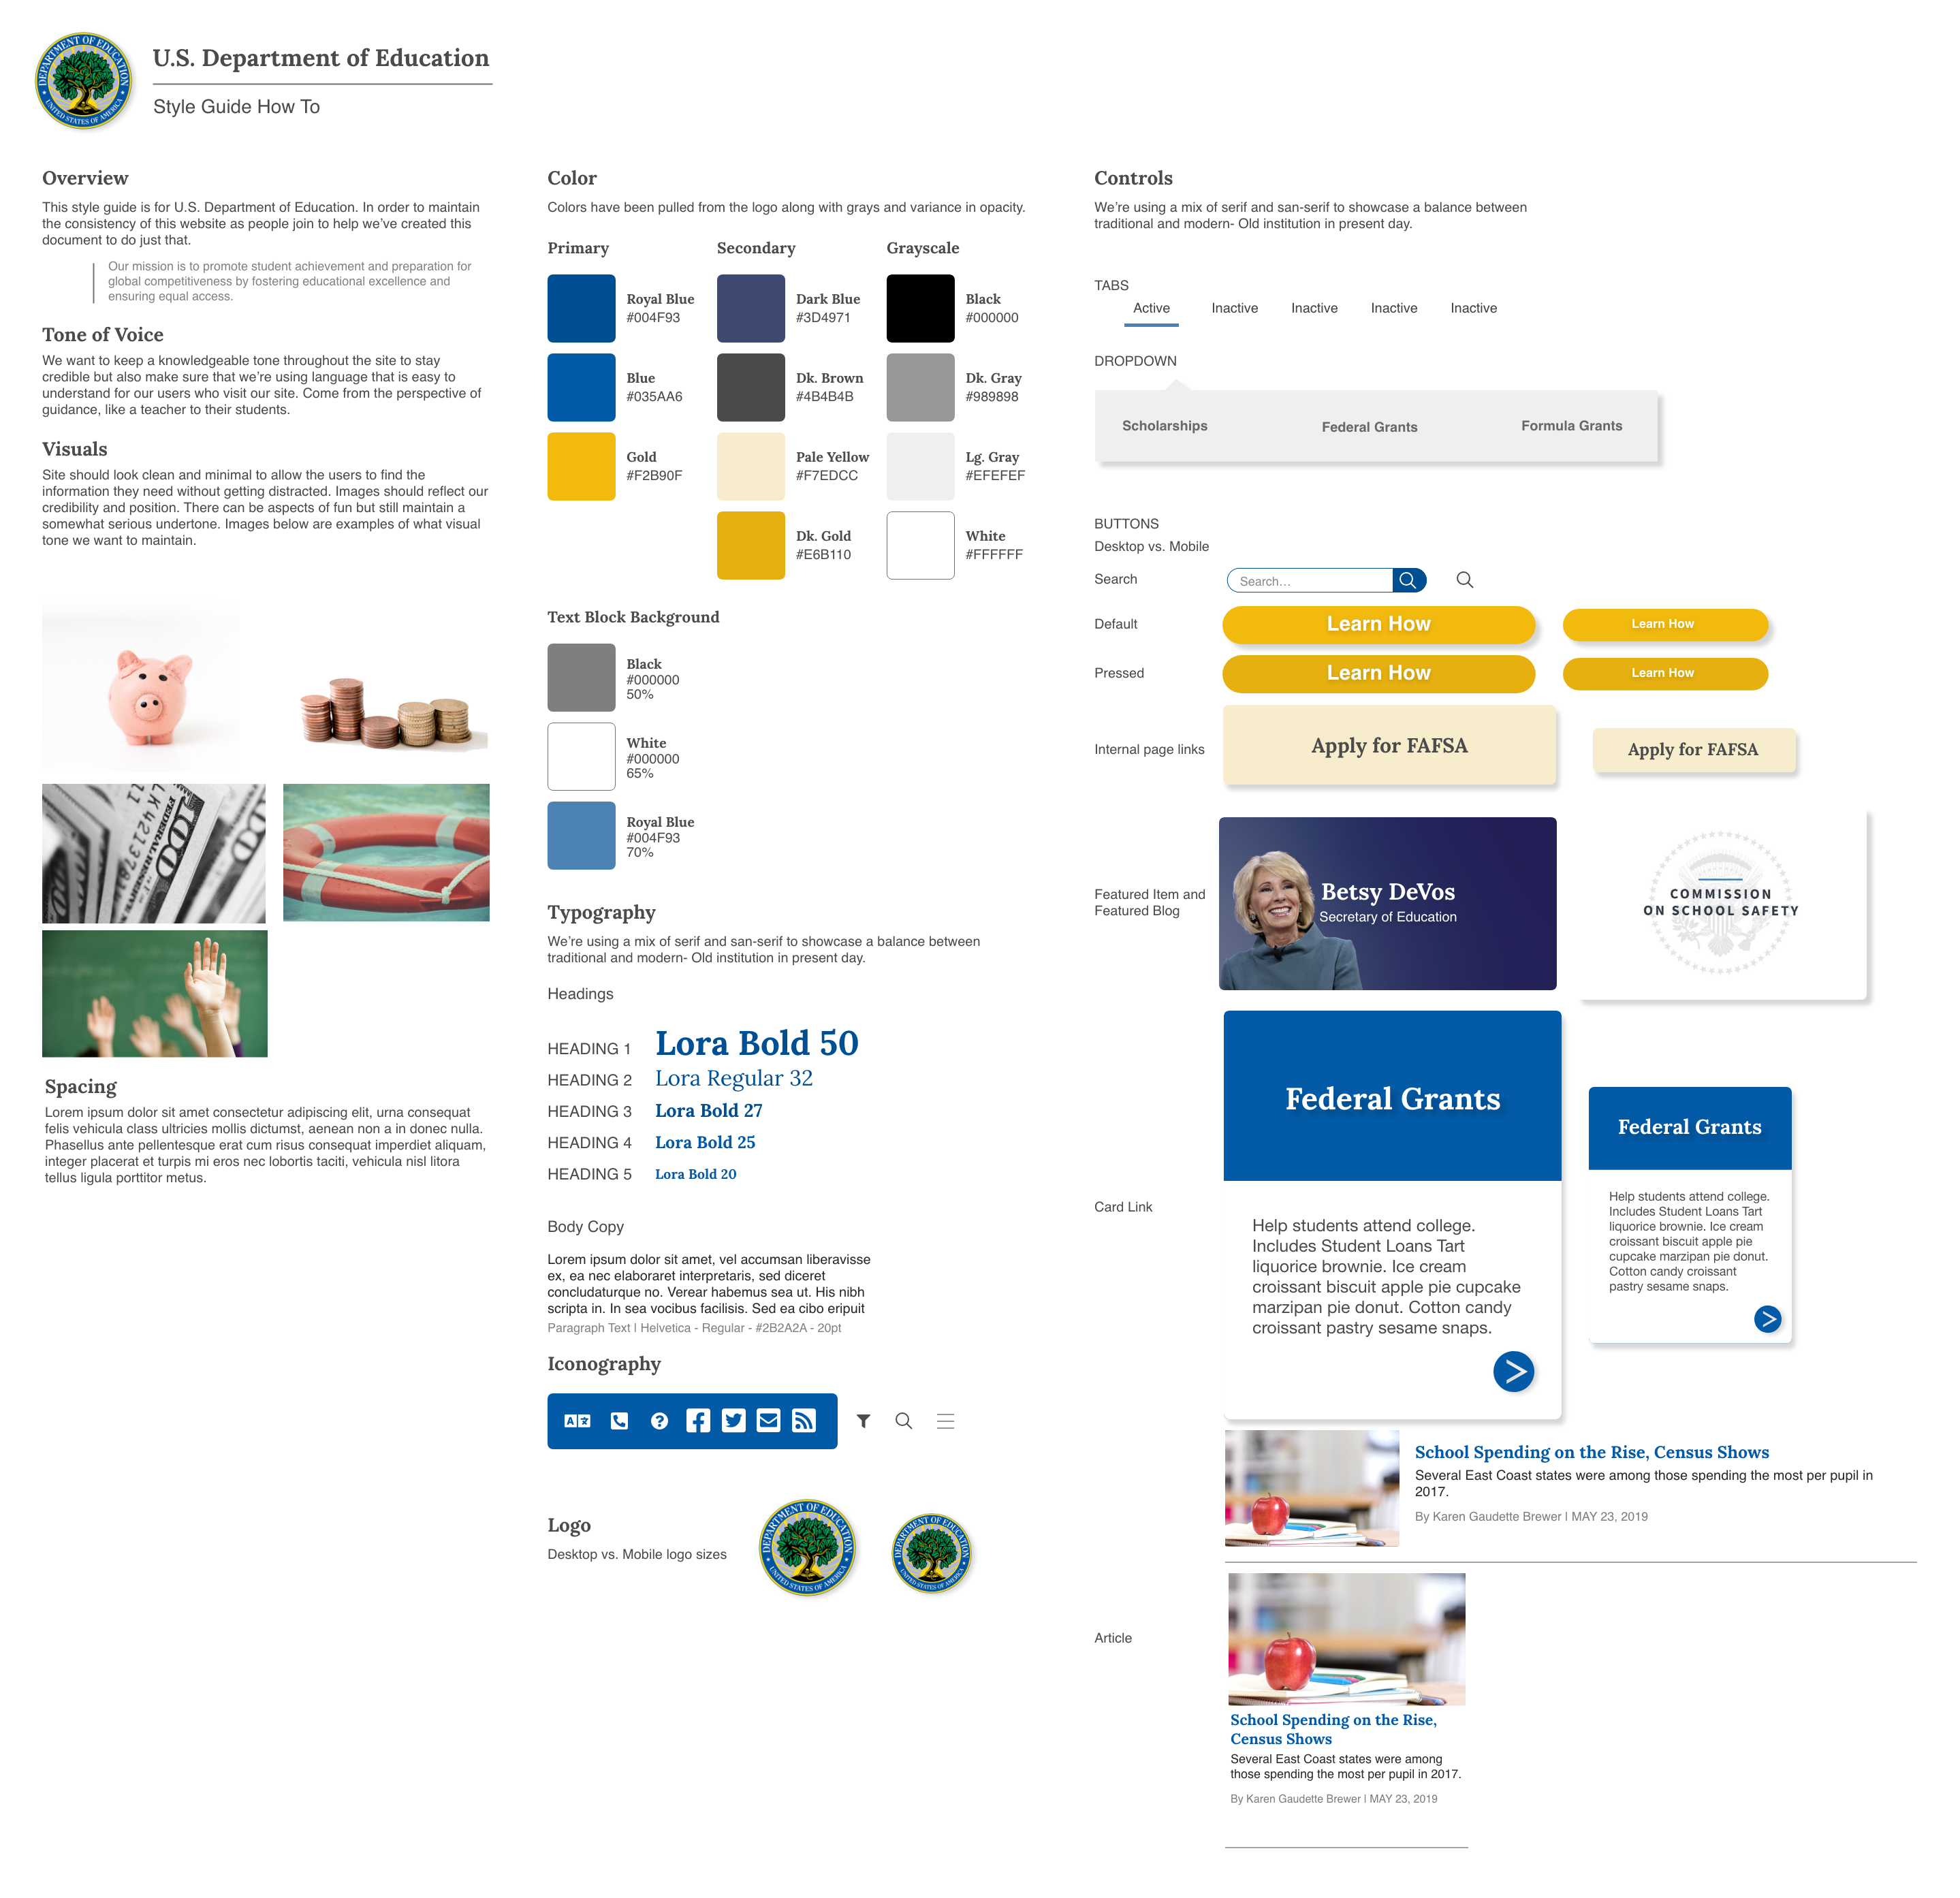 DEPARTMENT OF EDUCATION
UNITED STATES OF AMERICA
U.S. Department of Education
Style Guide How To
Overview
This style guide is for U.S. Department of Education. In order to maintain
the consistency of this website as people join to help we've created this
document to do just that.
Our mission is to promote student achievement and preparation for
global competitiveness by fostering educational excellence and
ensuring equal access.
Tone of Voice
We want to keep a knowledgeable tone throughout the site to stay
credible but also make sure that we're using language that is easy to
understand for our users who visit our site. Come from the perspective of
guidance, like a teacher to their students.
Visuals
Site should look clean and minimal to allow the users to find the
information they need without getting distracted. Images should reflect our
credibility and position. There can be aspects of fun but still maintain a
somewhat serious undertone. Images below are examples of what visual
tone we want to maintain.
Spacing
Lorem ipsum dolor sit amet consectetur adipiscing elit, urna consequat
felis vehicula class ultricies mollis dictumst, aenean non a in donec nulla.
Phasellus ante pellentesque erat cum risus consequat imperdiet aliquam,
integer placerat et turpis mi eros nec lobortis taciti, vehicula nisl litora
tellus ligula porttitor metus.
Color
Colors have been pulled from the logo along with grays and variance in opacity.
Primary
Royal Blue
#004F93
Blue
#035AA6
Gold
#F2B90F
Secondary
Dark Blue
#3D4971
Dk. Brown
#4B4B4B
Pale Yellow
#F7EDCC
Dk. Gold
#E6B110
Grayscale
Black
#000000
Dk. Gray
#989898
Lg. Gray
#EFEFEF
White
#FFFFFF
Text Block Background
Black
#000000
50%
White
#000000
65%
Royal Blue
#004F93
70%
Typography
We're using a mix of serif and san-serif to showcase a balance between
traditional and modern- Old institution in present day.
Headings
HEADING 1 Lora Bold 50
HEADING 2 Lora Regular 32
HEADING 3 Lora Bold 27
HEADING 4 Lora Bold 25
HEADING 5 Lora Bold 20
Body Copy
Lorem ipsum dolor sit amet, vel accumsan liberavisse
ex, ea nec elaboraret interpretaris, sed diceret
concludaturque no. Verear habemus sea ut. His nibh
scripta in. In sea vocibus facilisis. Sed ea cibo eripuit
Paragraph Text | Helvetica - Regular - #2B2A2A - 20pt
Iconography
Logo
Desktop vs. Mobile logo sizes
DEPARTMENT OF EDUCATION
UNITED STATES OF AMERICA
DEPARTMENT OF EDUCATION
UNITED STATES OF AMERICA
Controls
We're using a mix of serif and san-serif to showcase a balance between
traditional and modern- Old institution in present day.
TABS
Active Inactive Inactive Inactive Inactive
DROPDOWN
Scholarships Federal Grants Formula Grants
BUTTONS
Desktop vs. Mobile
Search Search...
Default Learn How Learn How
Pressed Learn How Learn How
Internal page links Apply for FAFSA Apply for FAFSA
Featured Item and
Featured Blog
Betsy DeVos
Secretary of Education
COMMISSION
ON SCHOOL SAFETY
Card Link
Federal Grants
Help students attend college.
Includes Student Loans Tart
liquorice brownie. Ice cream
croissant biscuit apple pie cupcake
marzipan pie donut. Cotton candy
croissant pastry sesame snaps.
Federal Grants
Help students attend college.
Includes Student Loans Tart
liquorice brownie. Ice cream
croissant biscuit apple pie
cupcake marzipan pie donut.
Cotton candy croissant
pastry sesame snaps.
Article
School Spending on the Rise, Census Shows
Several East Coast states were among those spending the most per pupil in
2017.
By Karen Gaudette Brewer | MAY 23, 2019
School Spending on the Rise,
Census Shows
Several East Coast states were among
those spending the most per pupil in 2017.
By Karen Gaudette Brewer | MAY 23, 2019